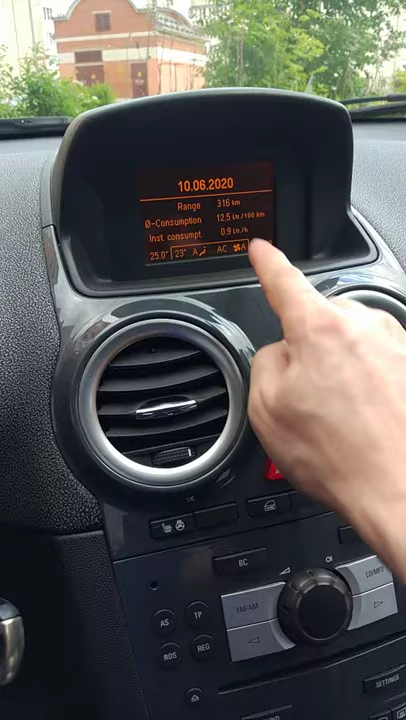 10.06.2020
Range 316 km
Ø-Consumption 12.5 Ltr./100 km
Inst. consumpt 0.9 Ltr./h
25.0° 23° A AC A
BC
FM/AM CD/MP3
AS TP
RDS REG
SETTINGS